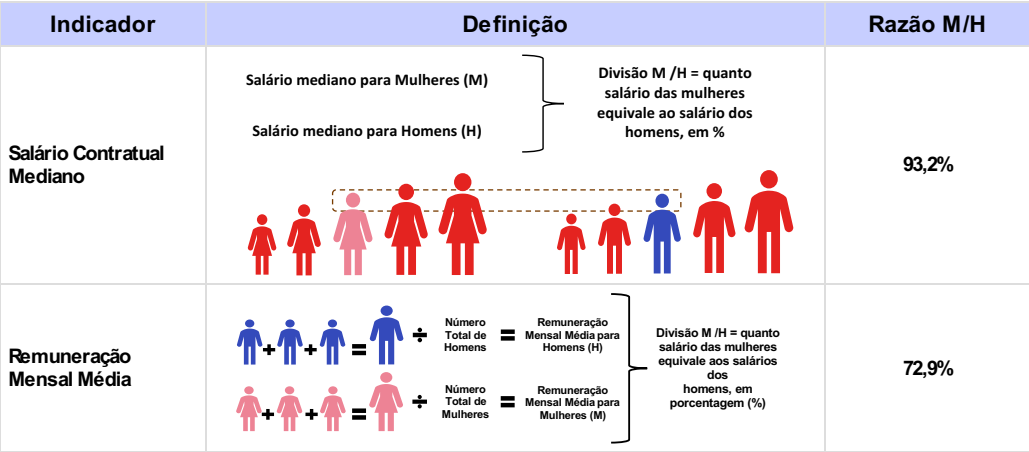 Indicador
Definição
Razão M/H
Salário Contratual
Mediano
Salário mediano para Mulheres (M)
Salário mediano para Homens (H)
Divisão M /H = quanto
salário das mulheres
equivale ao salário dos
homens, em %
93,2%
Remuneração
Mensal Média
+ + = ÷
Número
Total de
Homens
=
Remuneração
Mensal Média para
Homens (H)
+ + = ÷
Número
Total de
Mulheres
=
Remuneração
Mensal Média para
Mulheres (M)
Divisão M /H = quanto
salário das mulheres
equivale aos salários
dos
homens, em
porcentagem (%)
72,9%